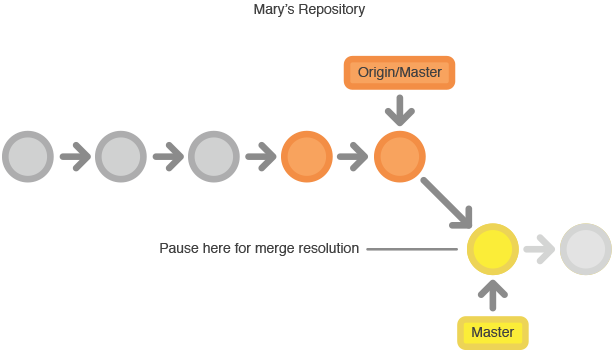 Mary’s Repository
Origin/Master
Pause here for merge resolution
Master